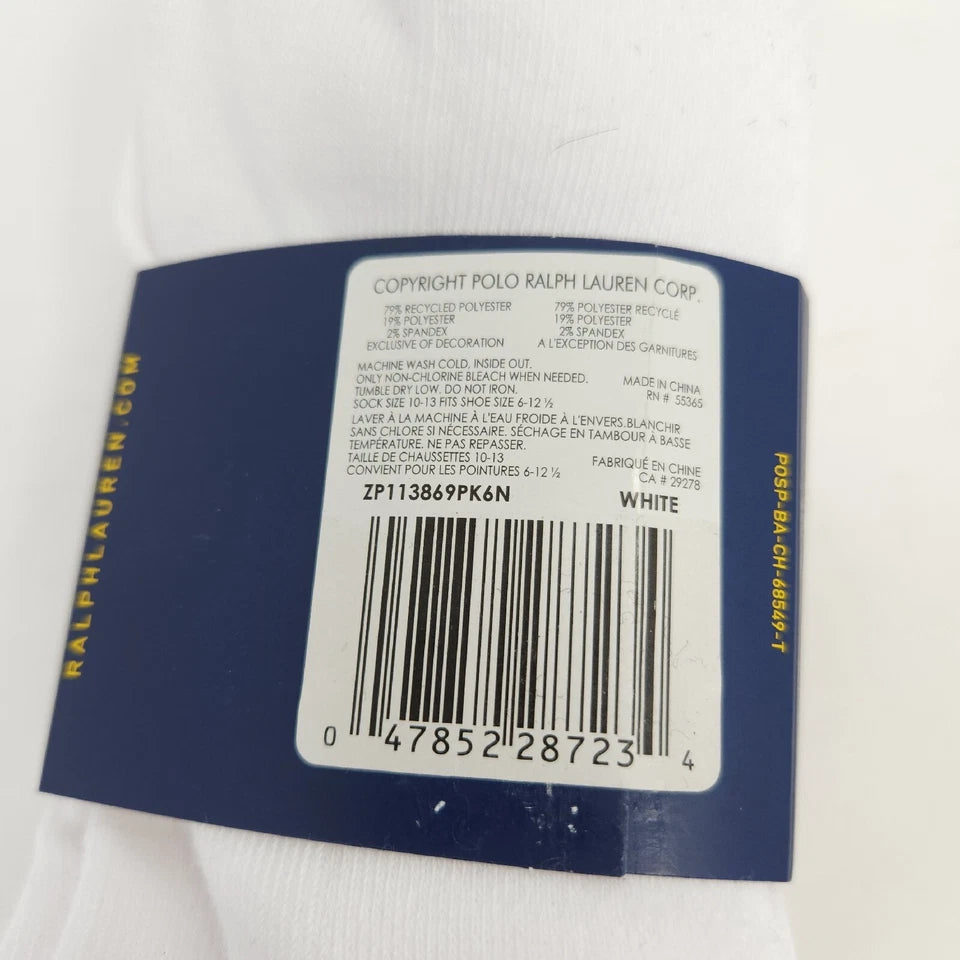 COPYRIGHT POLO RALPH LAUREN CORP.
79% RECYCLED POLYESTER
19% POLYESTER
2% SPANDEX
EXCLUSIVE OF DECORATION
79% POLYESTER RECYCLÉ
19% POLYESTER
2% SPANDEX
A L'EXCEPTION DES GARNITURES
MACHINE WASH COLD, INSIDE OUT.
ONLY NON-CHLORINE BLEACH WHEN NEEDED.
TUMBLE DRY LOW. DO NOT IRON.
SOCK SIZE 10-13 FITS SHOE SIZE 6-12 ½
MADE IN CHINA
RN # 55365
LAVER À LA MACHINE À L'EAU FROIDE À L'ENVERS.BLANCHIR
SANS CHLORE SI NÉCESSAIRE. SÉCHAGE EN TAMBOUR À BASSE
TEMPÉRATURE. NE PAS REPASSER.
TAILLE DE CHAUSSETTES 10-13
CONVIENT POUR LES POINTURES 6-12 ½
FABRIQUÉ EN CHINE
CA # 29278
ZP113869PK6N
WHITE
0 47852 28723 4
RALPHLAUREN.COM
POSP-BA-CH-68549-T